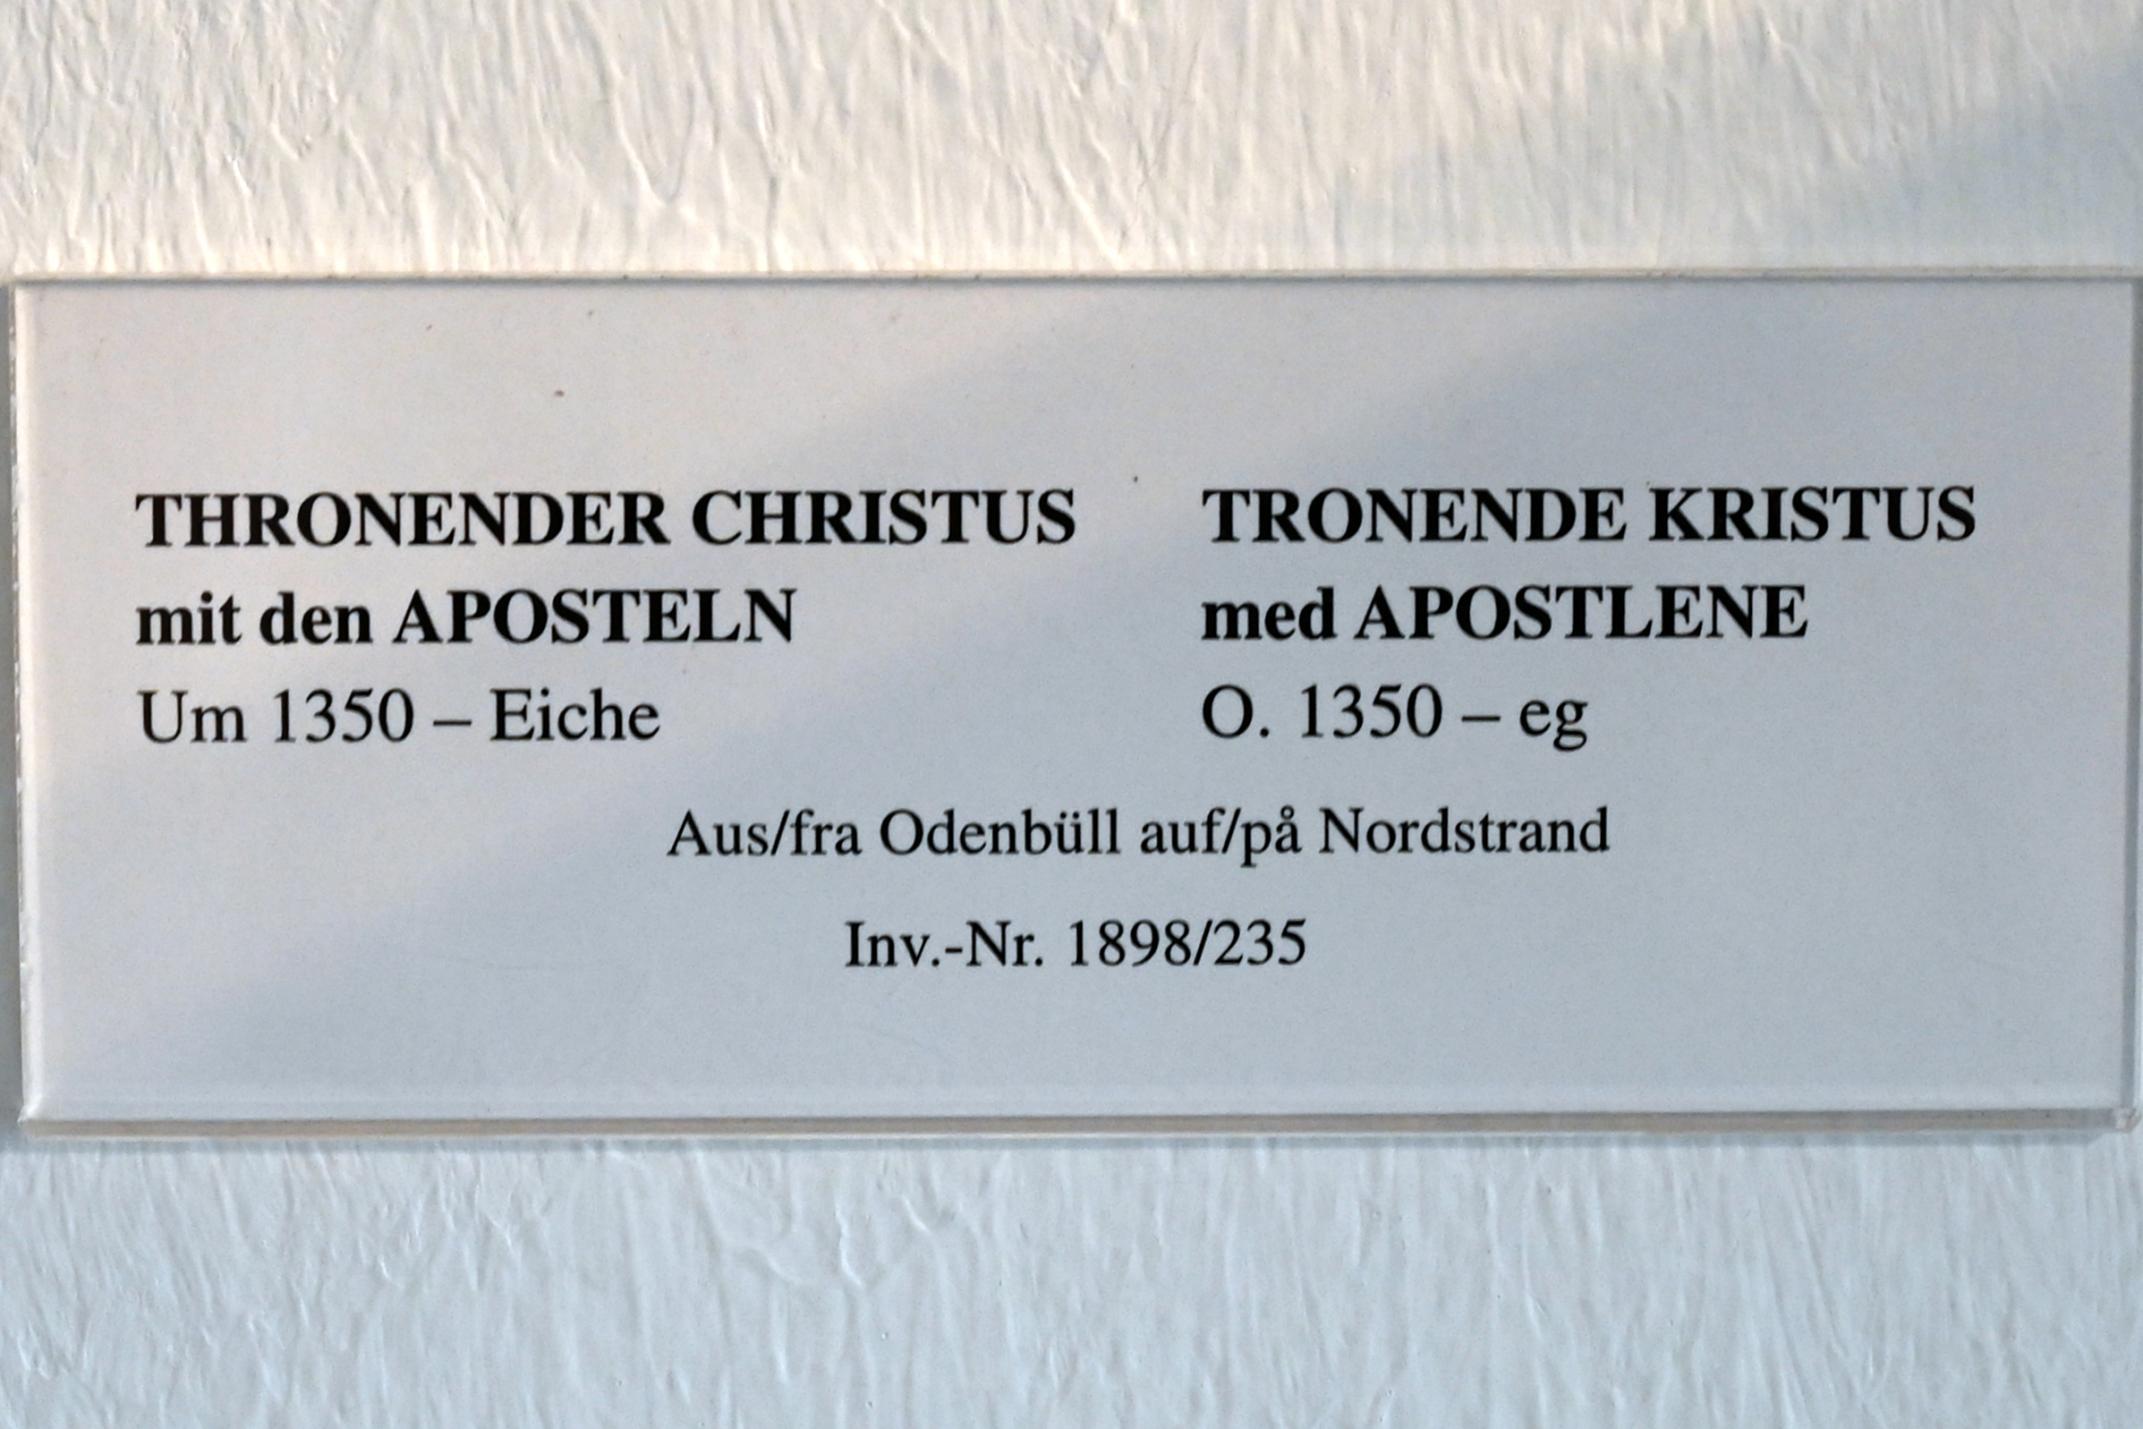 THRONENDER CHRISTUS
mit den APOSTELN
Um 1350 – Eiche
TRONENDE KRISTUS
med APOSTLENE
O. 1350 – eg
Aus/fra Odenbüll auf/på Nordstrand
Inv.-Nr. 1898/235